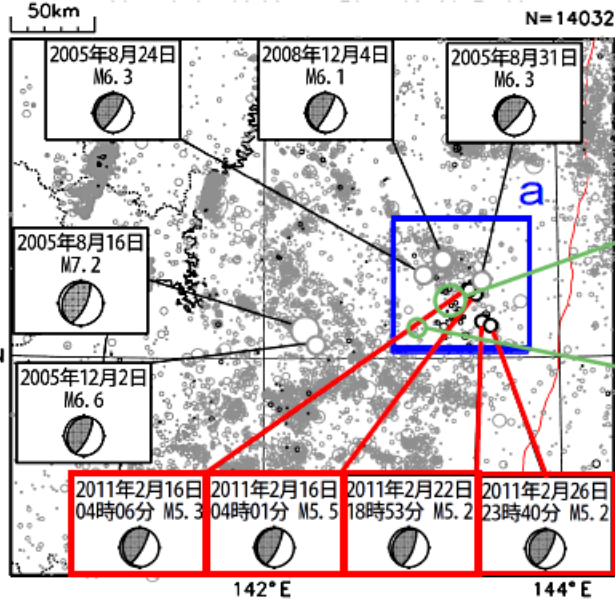 50km
N=14032
2005年8月24日
M6.3
2008年12月4日
M6.1
2005年8月31日
M6.3
a
2005年8月16日
M7.2
2005年12月2日
M6.6
2011年2月16日
04時06分 M5.3
2011年2月16日
04時01分 M5.5
2011年2月22日
18時53分 M5.2
2011年2月26日
23時40分 M5.2
142°E
144°E